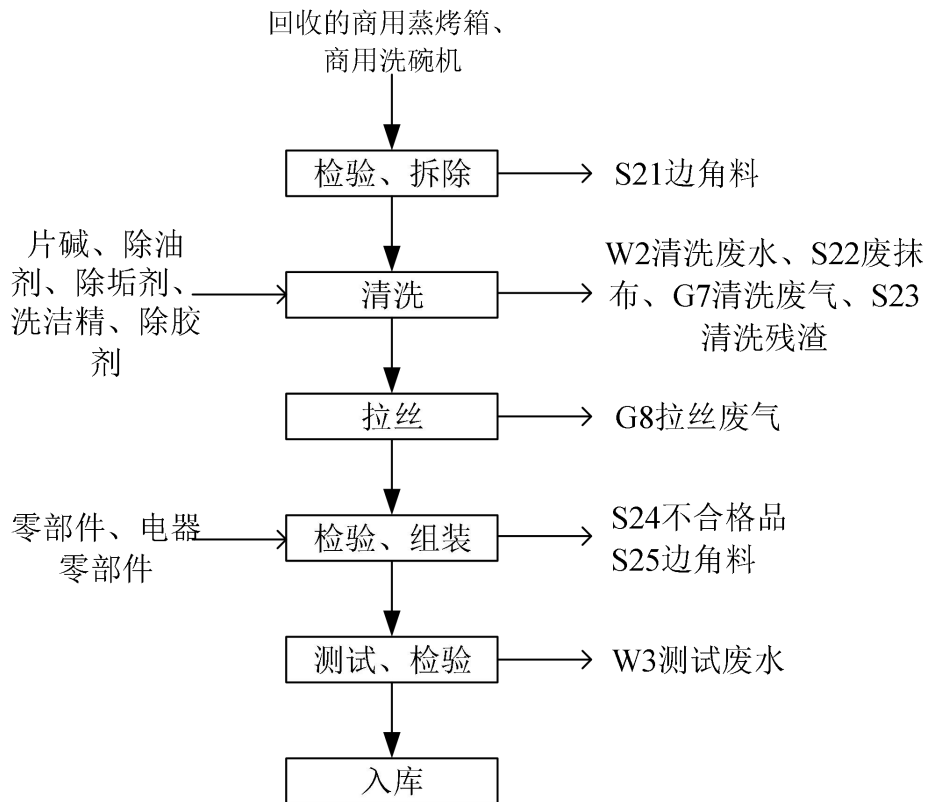 回收的商用蒸烤箱、
商用洗碗机
检验、拆除
S21边角料
片碱、除油
剂、除垢剂、
洗洁精、除胶
剂
清洗
W2清洗废水、S22废抹
布、G7清洗废气、S23
清洗残渣
拉丝
G8拉丝废气
零部件、电器
零部件
检验、组装
S24不合格品
S25边角料
测试、检验
W3测试废水
入库